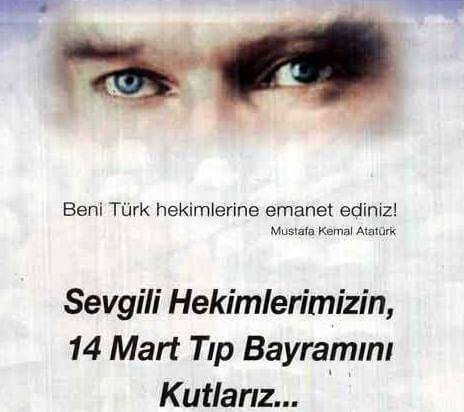 Beni Türk hekimlerine emanet ediniz!
Mustafa Kemal Atatürk
Sevgili Hekimlerimizin,
14 Mart Tıp Bayramını
Kutlarız...